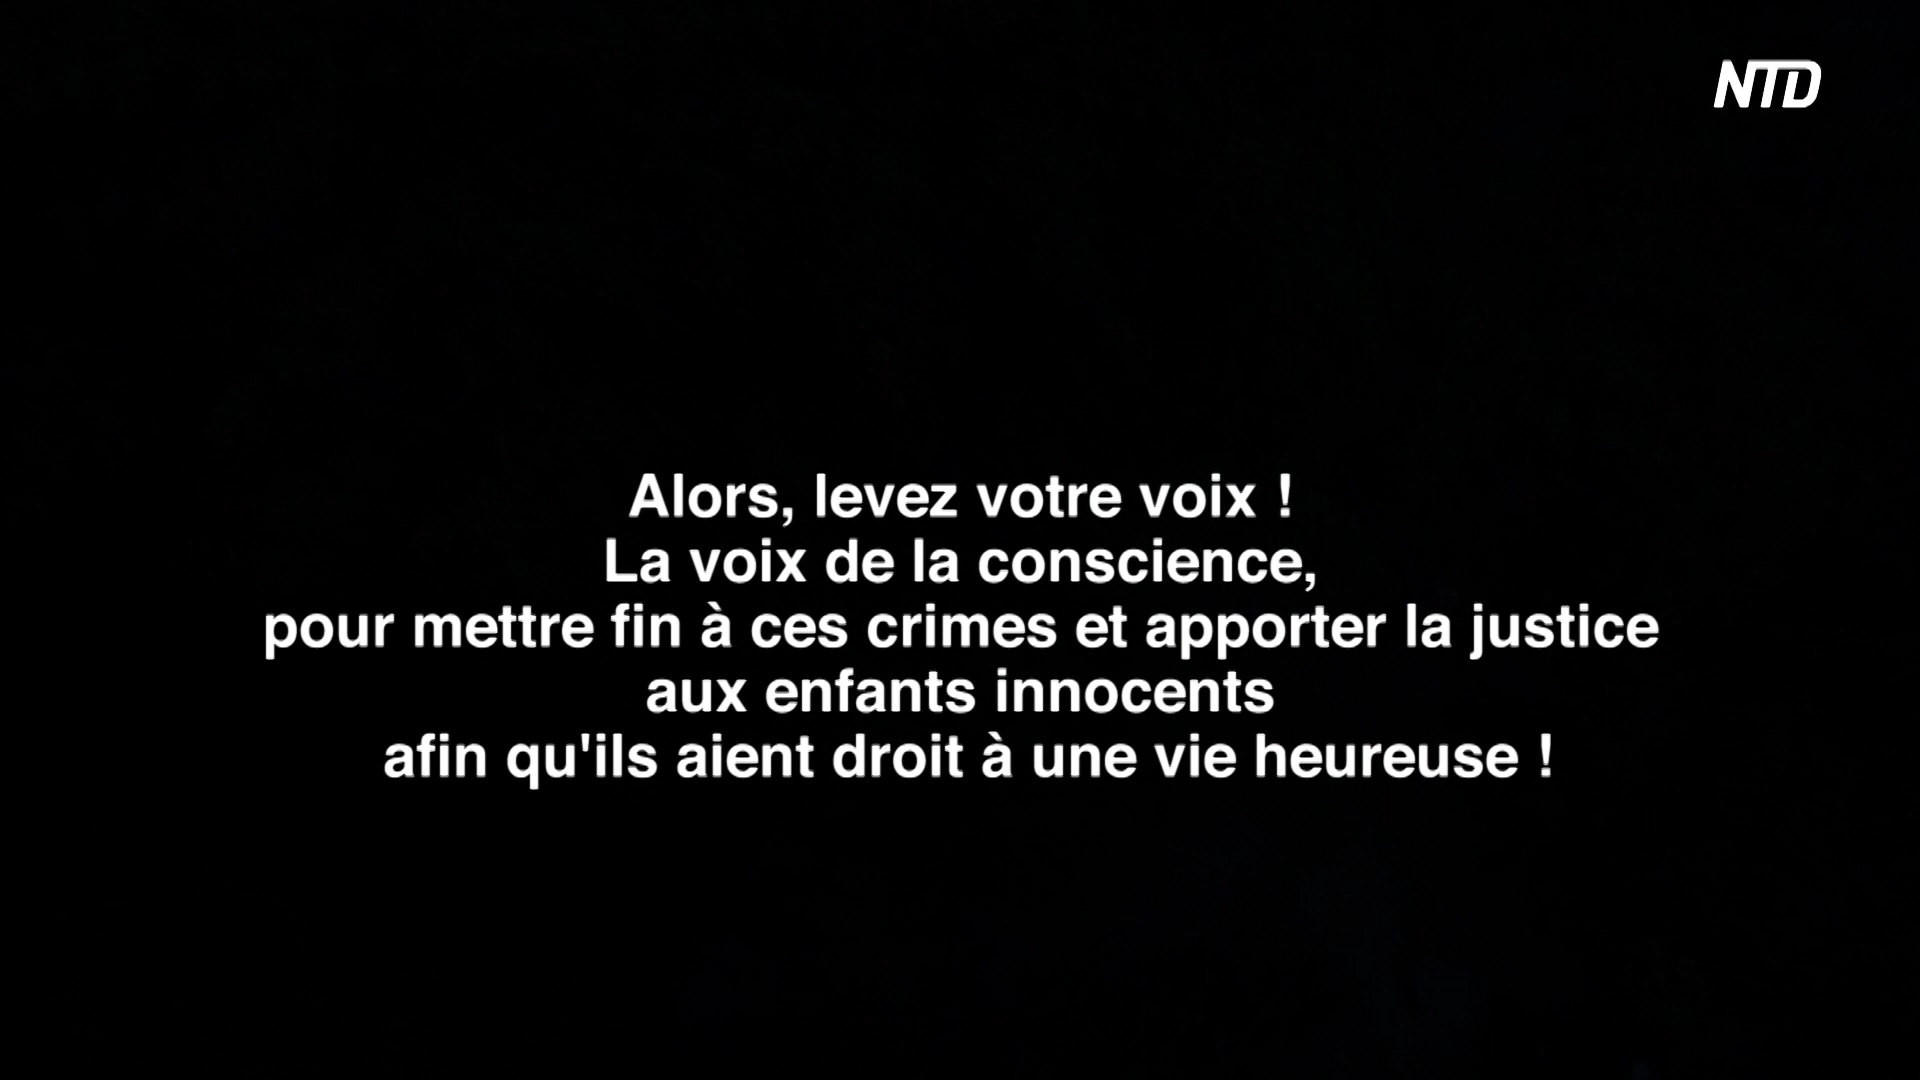 NTD
Alors, levez votre voix !
La voix de la conscience,
pour mettre fin à ces crimes et apporter la justice
aux enfants innocents
afin qu'ils aient droit à une vie heureuse !